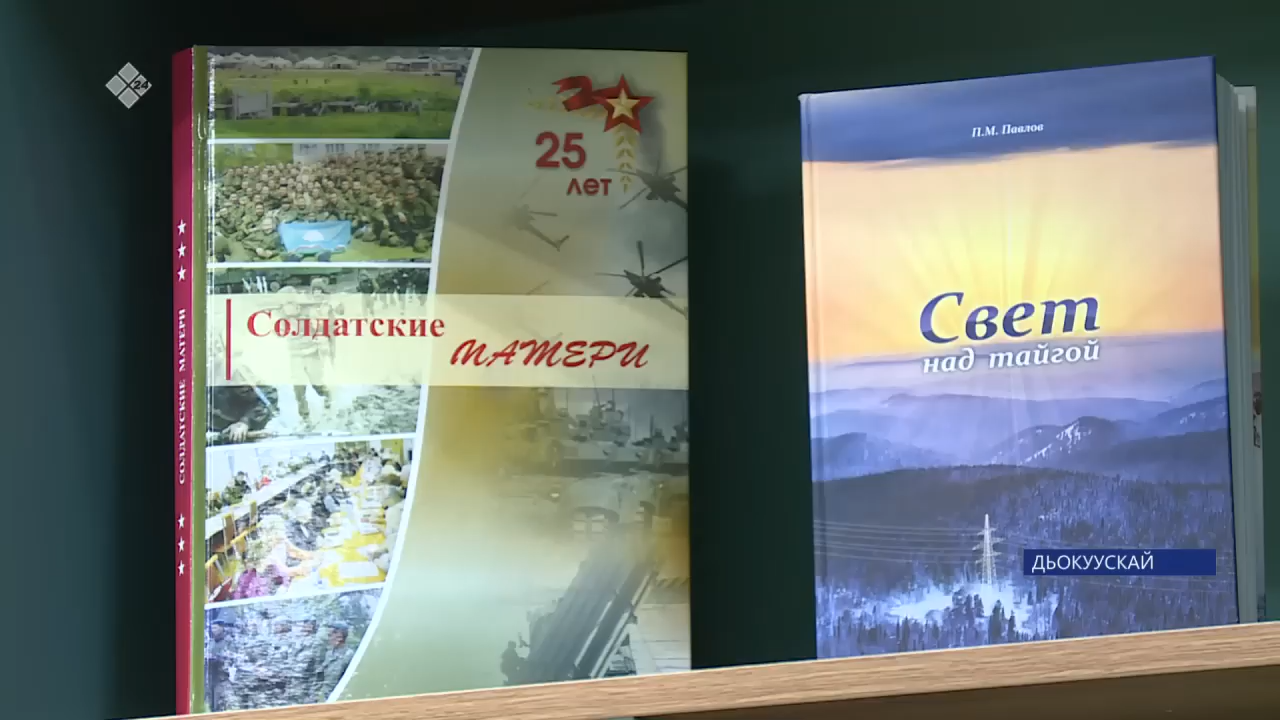 24
25
лет
Солдатские
МАТЕРИ
СОЛДАТСКИЕ МАТЕРИ
П.М. Павлов
Свет
над тайгой
ДЬОКУУСКАЙ